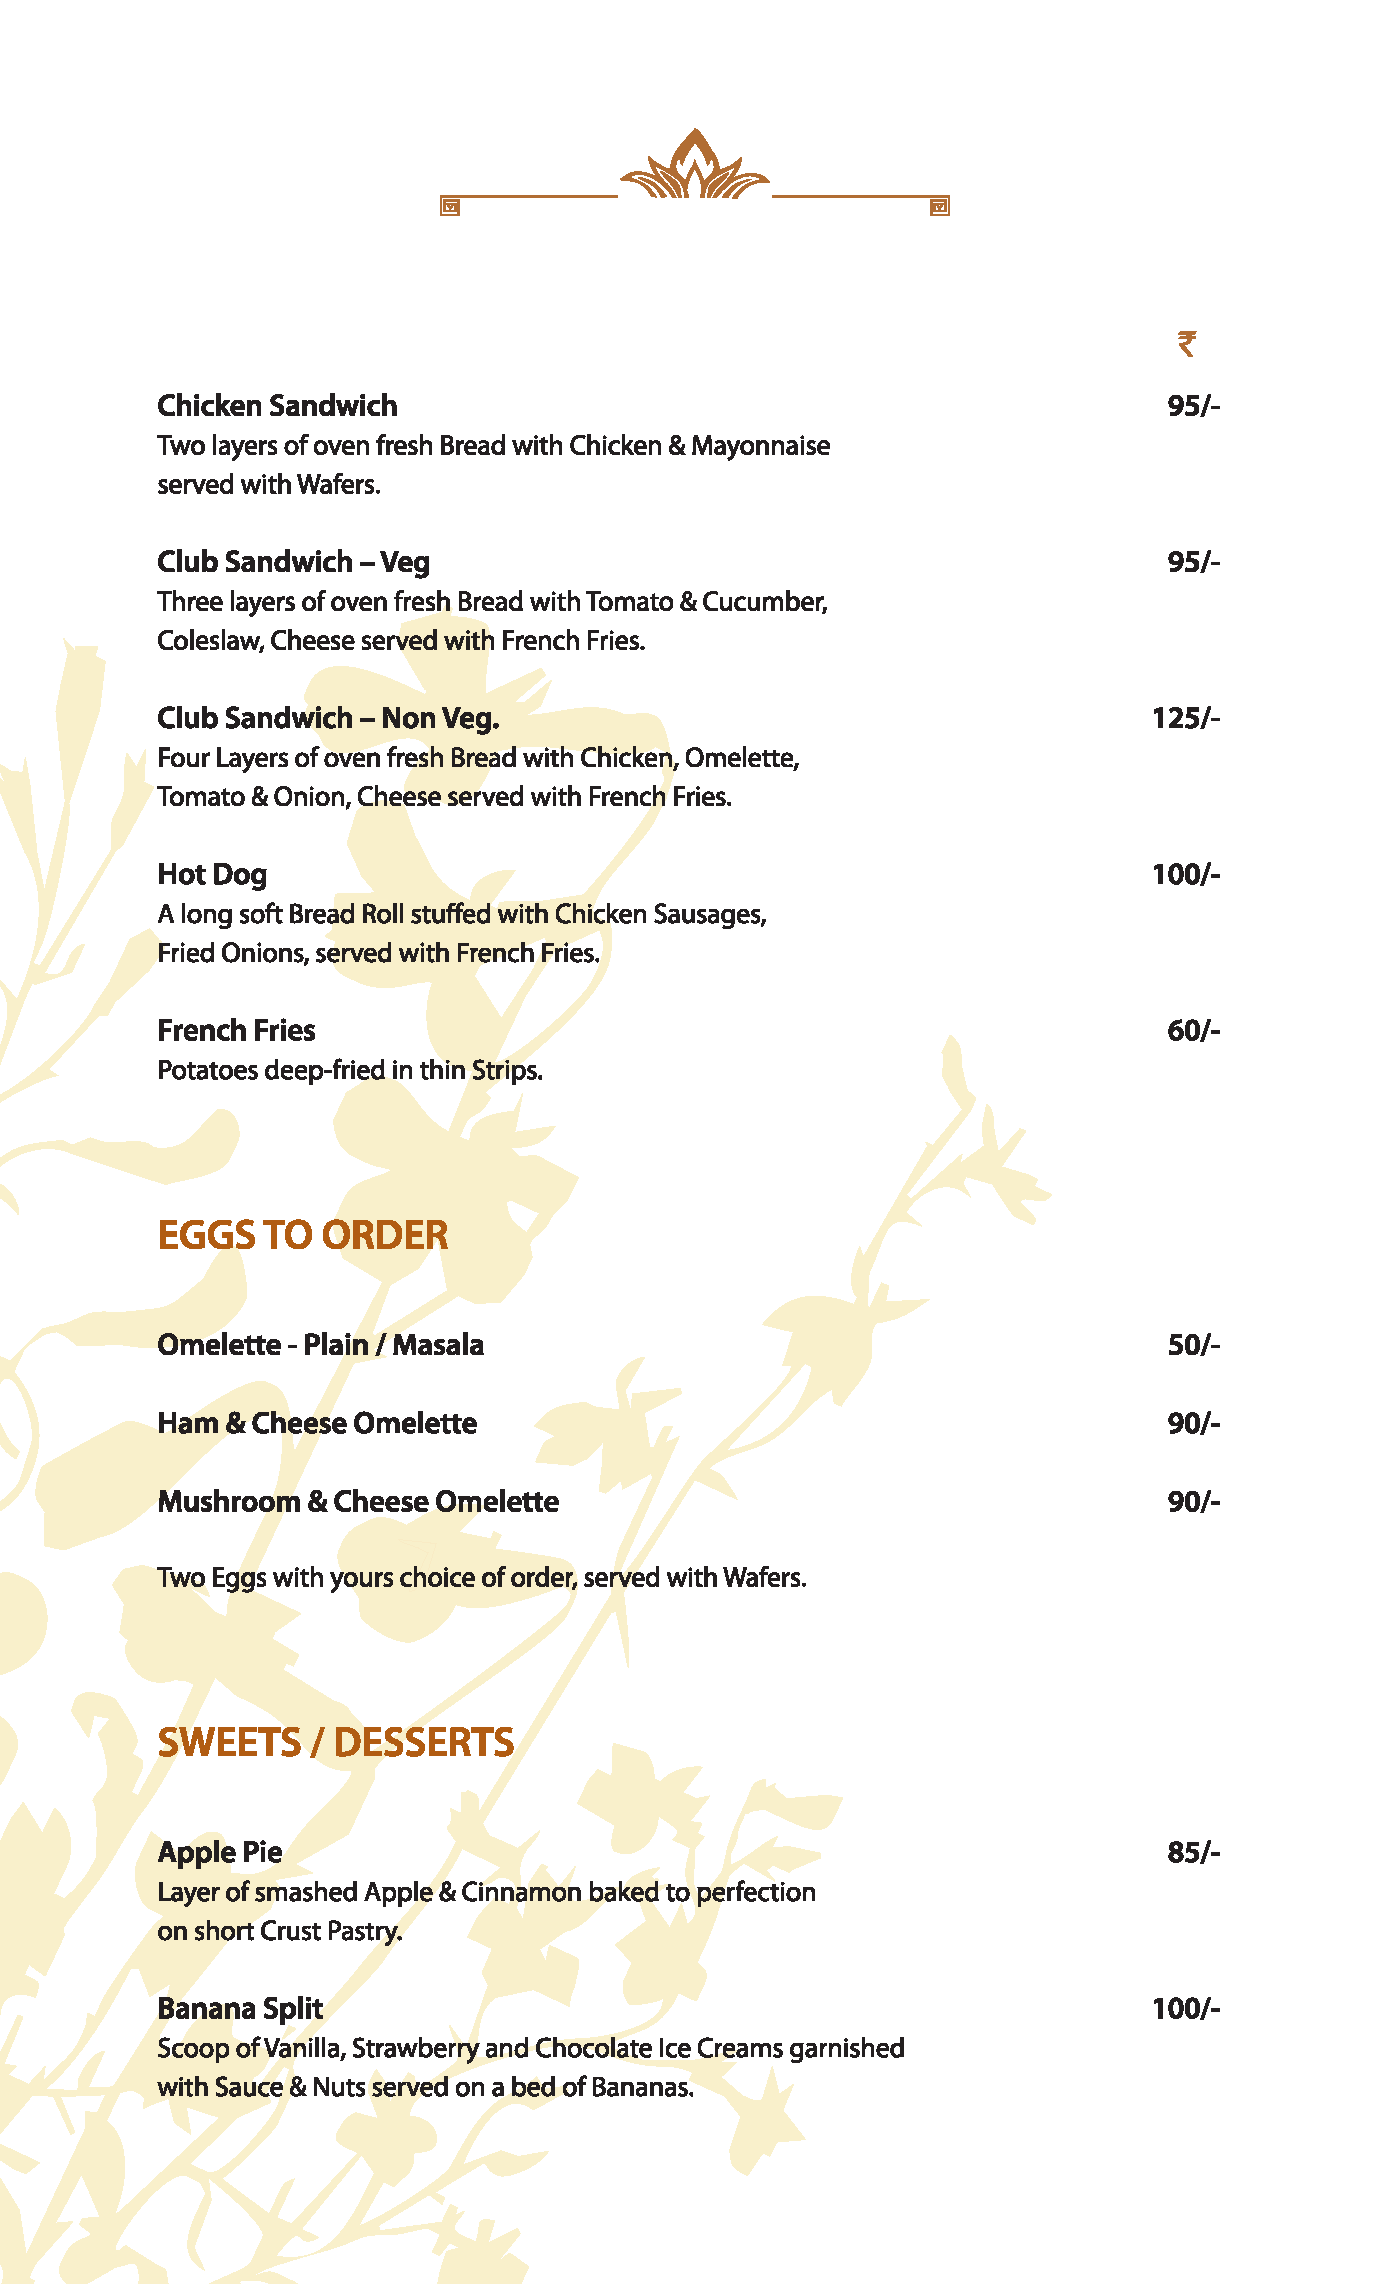 ₹
Chicken Sandwich 95/-
Two layers of oven fresh Bread with Chicken & Mayonnaise
served with Wafers.
Club Sandwich – Veg 95/-
Three layers of oven fresh Bread with Tomato & Cucumber,
Coleslaw, Cheese served with French Fries.
Club Sandwich – Non Veg. 125/-
Four Layers of oven fresh Bread with Chicken, Omelette,
Tomato & Onion, Cheese served with French Fries.
Hot Dog 100/-
A long soft Bread Roll stuffed with Chicken Sausages,
Fried Onions, served with French Fries.
French Fries 60/-
Potatoes deep-fried in thin Strips.
EGGS TO ORDER
Omelette - Plain / Masala 50/-
Ham & Cheese Omelette 90/-
Mushroom & Cheese Omelette 90/-
Two Eggs with yours choice of order, served with Wafers.
SWEETS / DESSERTS
Apple Pie 85/-
Layer of smashed Apple & Cinnamon baked to perfection
on short Crust Pastry.
Banana Split 100/-
Scoop of Vanilla, Strawberry and Chocolate Ice Creams garnished
with Sauce & Nuts served on a bed of Bananas.